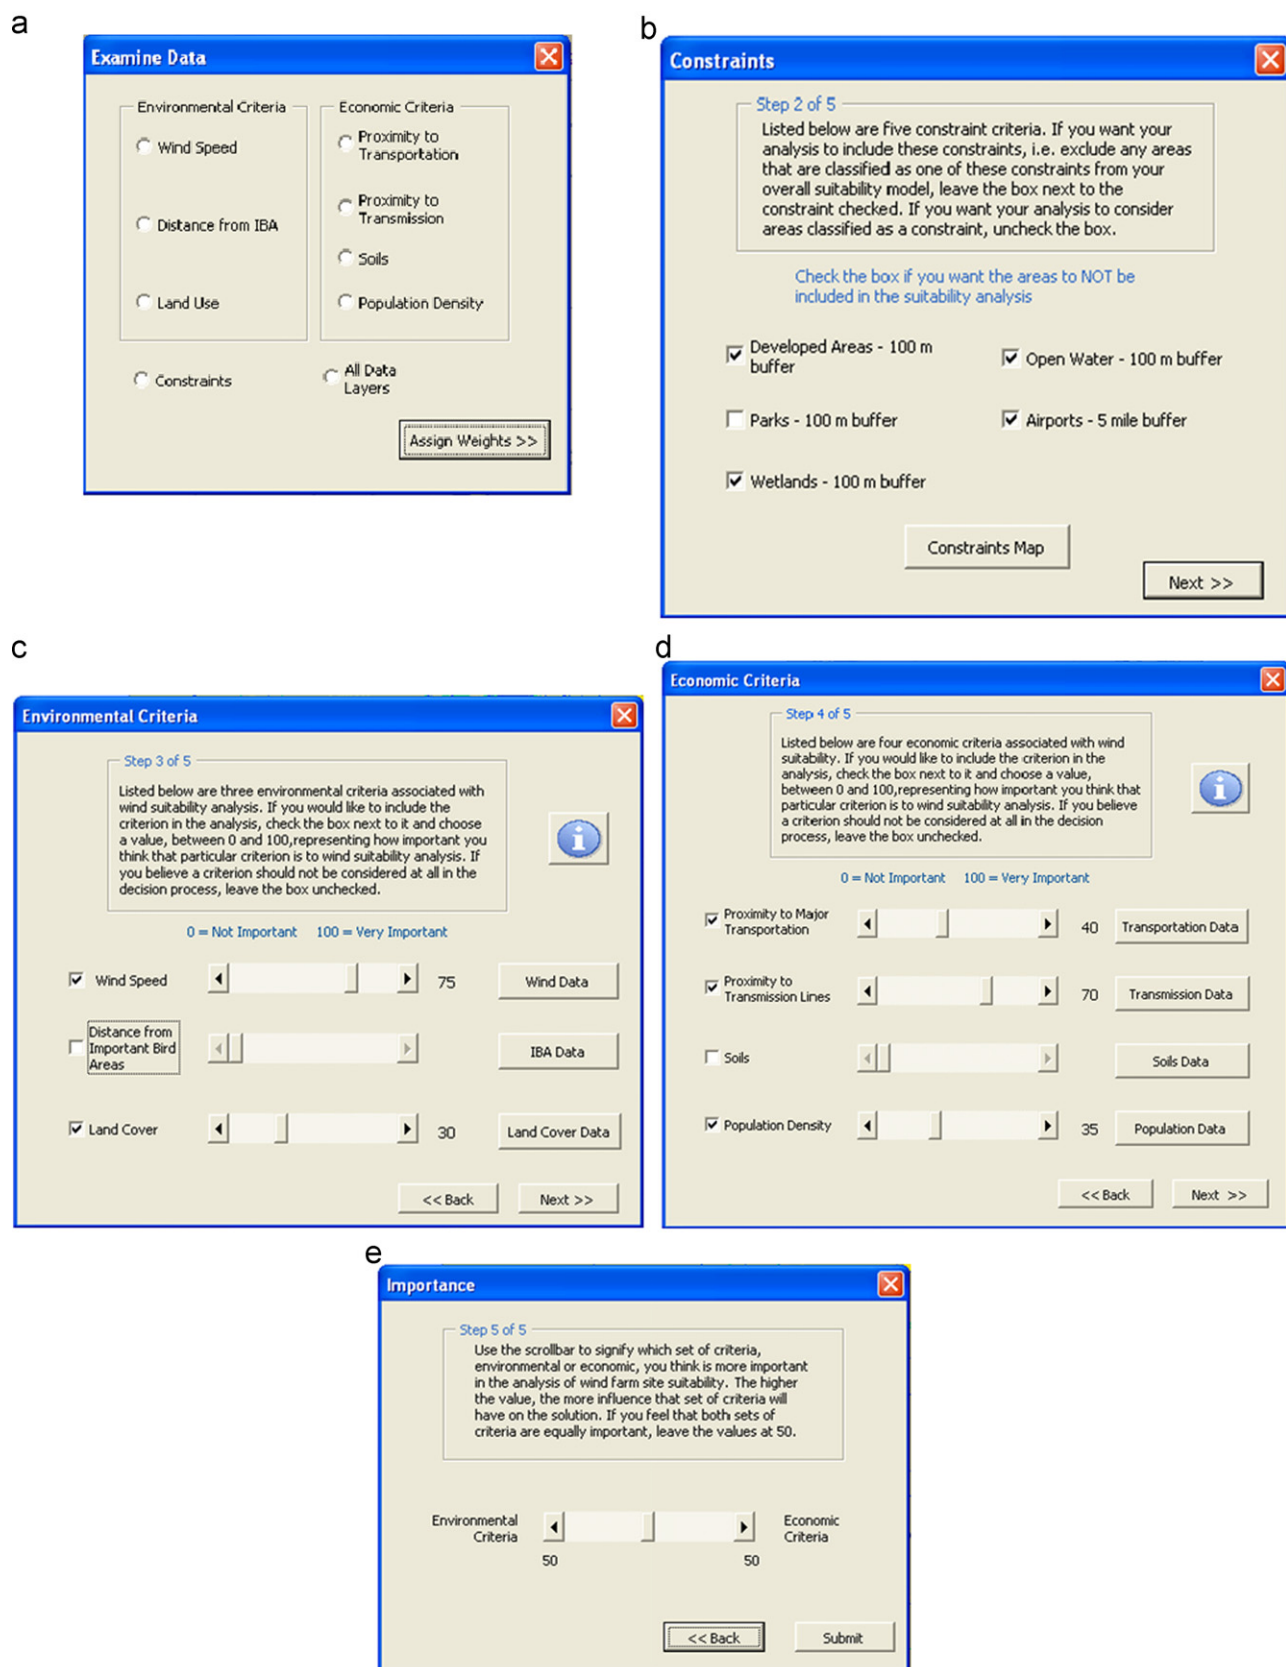 a
Examine Data
Environmental Criteria
Economic Criteria
Wind Speed
Proximity to
Transportation
Distance from IBA
Proximity to
Transmission
Soils
Land Use
Population Density
Constraints
All Data
Layers
Assign Weights >>
b
Constraints
Step 2 of 5
Listed below are five constraint criteria. If you want your
analysis to include these constraints, i.e. exclude any areas
that are classified as one of these constraints from your
overall suitability model, leave the box next to the
constraint checked. If you want your analysis to consider
areas classified as a constraint, uncheck the box.
Check the box if you want the areas to NOT be
included in the suitability analysis
Developed Areas - 100 m
buffer
Open Water - 100 m buffer
Parks - 100 m buffer
Airports - 5 mile buffer
Wetlands - 100 m buffer
Constraints Map
Next >>
c
Environmental Criteria
Step 3 of 5
Listed below are three environmental criteria associated with
wind suitability analysis. If you would like to include the
criterion in the analysis, check the box next to it and choose
a value, between 0 and 100,representing how important you
think that particular criterion is to wind suitability analysis. If
you believe a criterion should not be considered at all in the
decision process, leave the box unchecked.
0 = Not Important 100 = Very Important
Wind Speed
75
Wind Data
Distance from
Important Bird
Areas
IBA Data
Land Cover
30
Land Cover Data
<< Back
Next >>
d
Economic Criteria
Step 4 of 5
Listed below are four economic criteria associated with wind
suitability. If you would like to include the criterion in the
analysis, check the box next to it and choose a value,
between 0 and 100,representing how important you think that
particular criterion is to wind suitability analysis. If you believe
a criterion should not be considered at all in the decision
process, leave the box unchecked.
0 = Not Important 100 = Very Important
Proximity to Major
Transportation
40
Transportation Data
Proximity to
Transmission Lines
70
Transmission Data
Soils
Soils Data
Population Density
35
Population Data
<< Back
Next >>
e
Importance
Step 5 of 5
Use the scrollbar to signify which set of criteria,
environmental or economic, you think is more important
in the analysis of wind farm site suitability. The higher
the value, the more influence that set of criteria will
have on the solution. If you feel that both sets of
criteria are equally important, leave the values at 50.
Environmental
Criteria
Economic
Criteria
50
50
<< Back
Submit